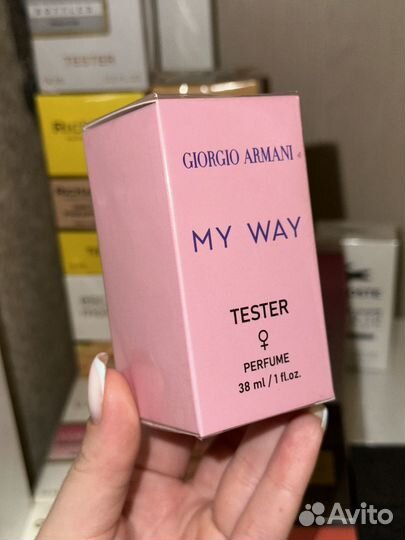 TESTER
GIORGIO ARMANI
MY WAY
TESTER
♀
PERFUME
38 ml / 1 fl.oz.
Avito